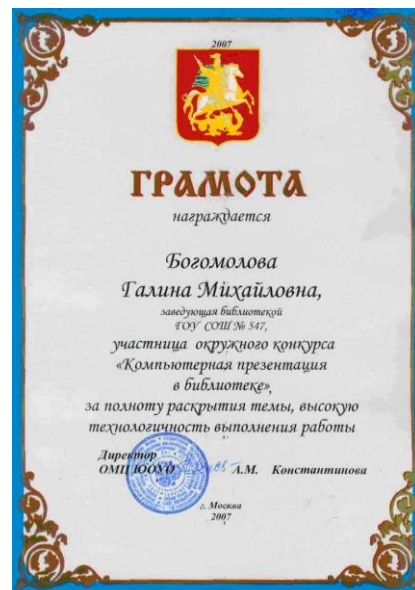 2007
ГРАМОТА
награждается
Богомолова
Галина Михайловна,
заведующая библиотекой
ГОУ СОШ № 547,
участница окружного конкурса
«Компьютерная презентация
в библиотеке»,
за полноту раскрытия темы, высокую
технологичность выполнения работы
Директор
ОМЦ ЮОУО А.М. Константинова
г. Москва
2007